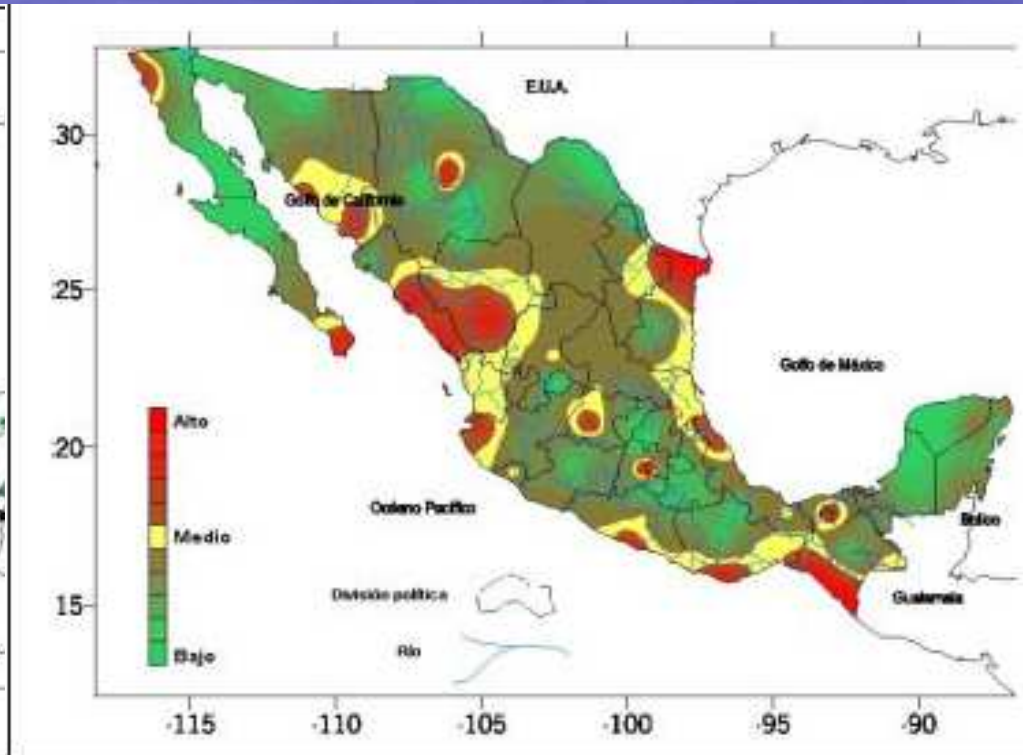 E.U.A.
30
Golfo de California
25
Golfo de México
Alto
20
Océano Pacífico
Belice
Medio
División política
Guatemala
15
Río
Bajo
-115
-110
-105
-100
-95
-90